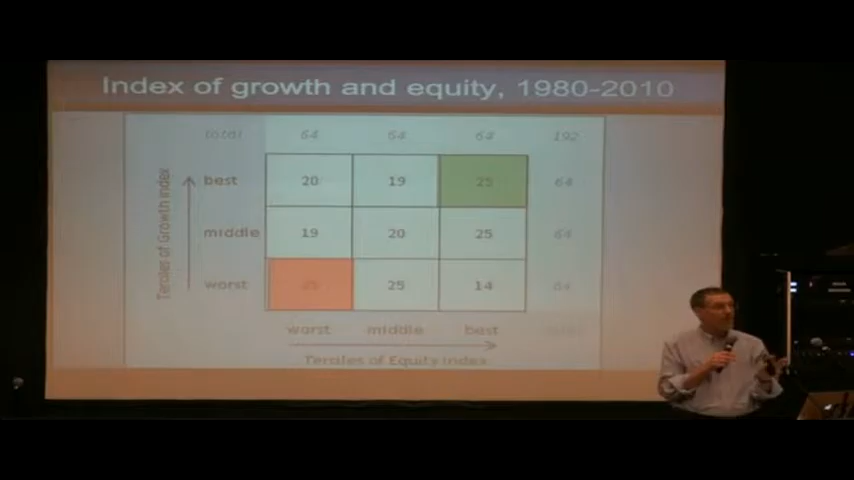 Index of growth and equity, 1980-2010
total 64 64 64 192
best 20 19 25 64
middle 19 20 25 64
worst 25 25 14 64
worst middle best
Terciles of Equity Index
Terciles of Growth Index